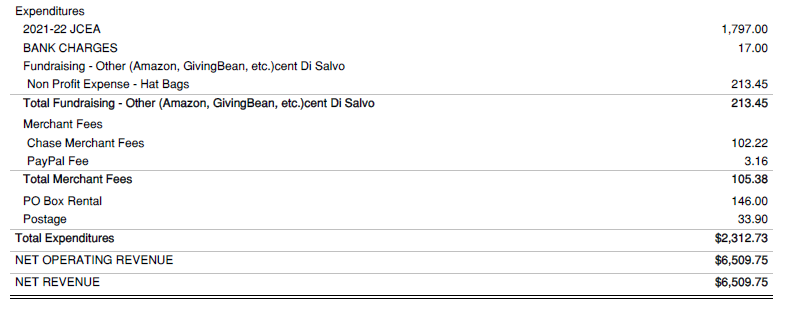 Expenditures
2021-22 JCEA 1,797.00
BANK CHARGES 17.00
Fundraising - Other (Amazon, GivingBean, etc.)cent Di Salvo
Non Profit Expense - Hat Bags 213.45
Total Fundraising - Other (Amazon, GivingBean, etc.)cent Di Salvo 213.45
Merchant Fees
Chase Merchant Fees 102.22
PayPal Fee 3.16
Total Merchant Fees 105.38
PO Box Rental 146.00
Postage 33.90
Total Expenditures $2,312.73
NET OPERATING REVENUE $6,509.75
NET REVENUE $6,509.75